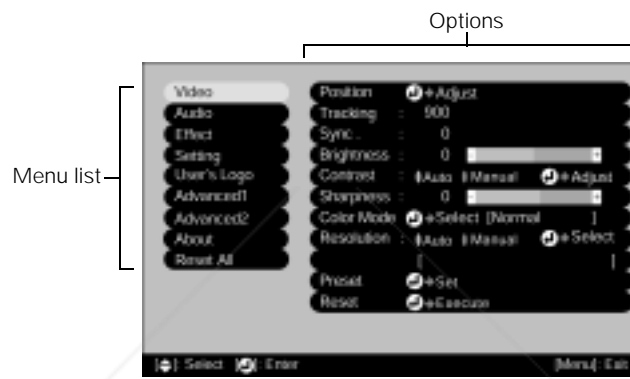 Options
Menu list
Video
Audio
Effect
Setting
User's Logo
Advanced1
Advanced2
About
Reset All
Position Adjust
Tracking : 900
Sync. : 0
Brightness : 0 - +
Contrast : Auto Manual Adjust
Sharpness : 0 - +
Color Mode Select [Normal ]
Resolution : Auto Manual Select
[ ]
Preset Set
Reset Execute
[ ]: Select [ ]: Enter [Menu]: Exit